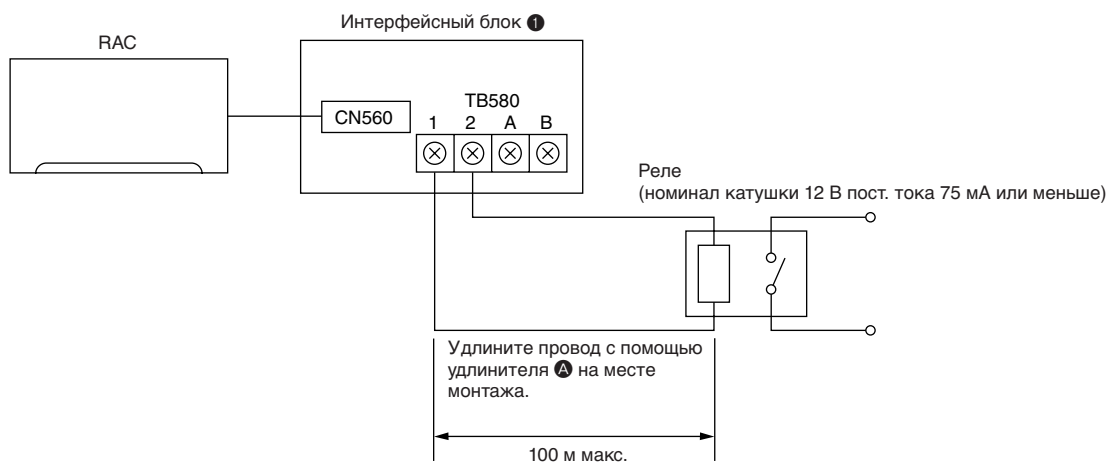 Интерфейсный блок ❶
RAC
TB580
CN560
1 2 A B
Реле
(номинал катушки 12 В пост. тока 75 мА или меньше)
Удлините провод с помощью
удлинителя 🅐 на месте
монтажа.
100 м макс.